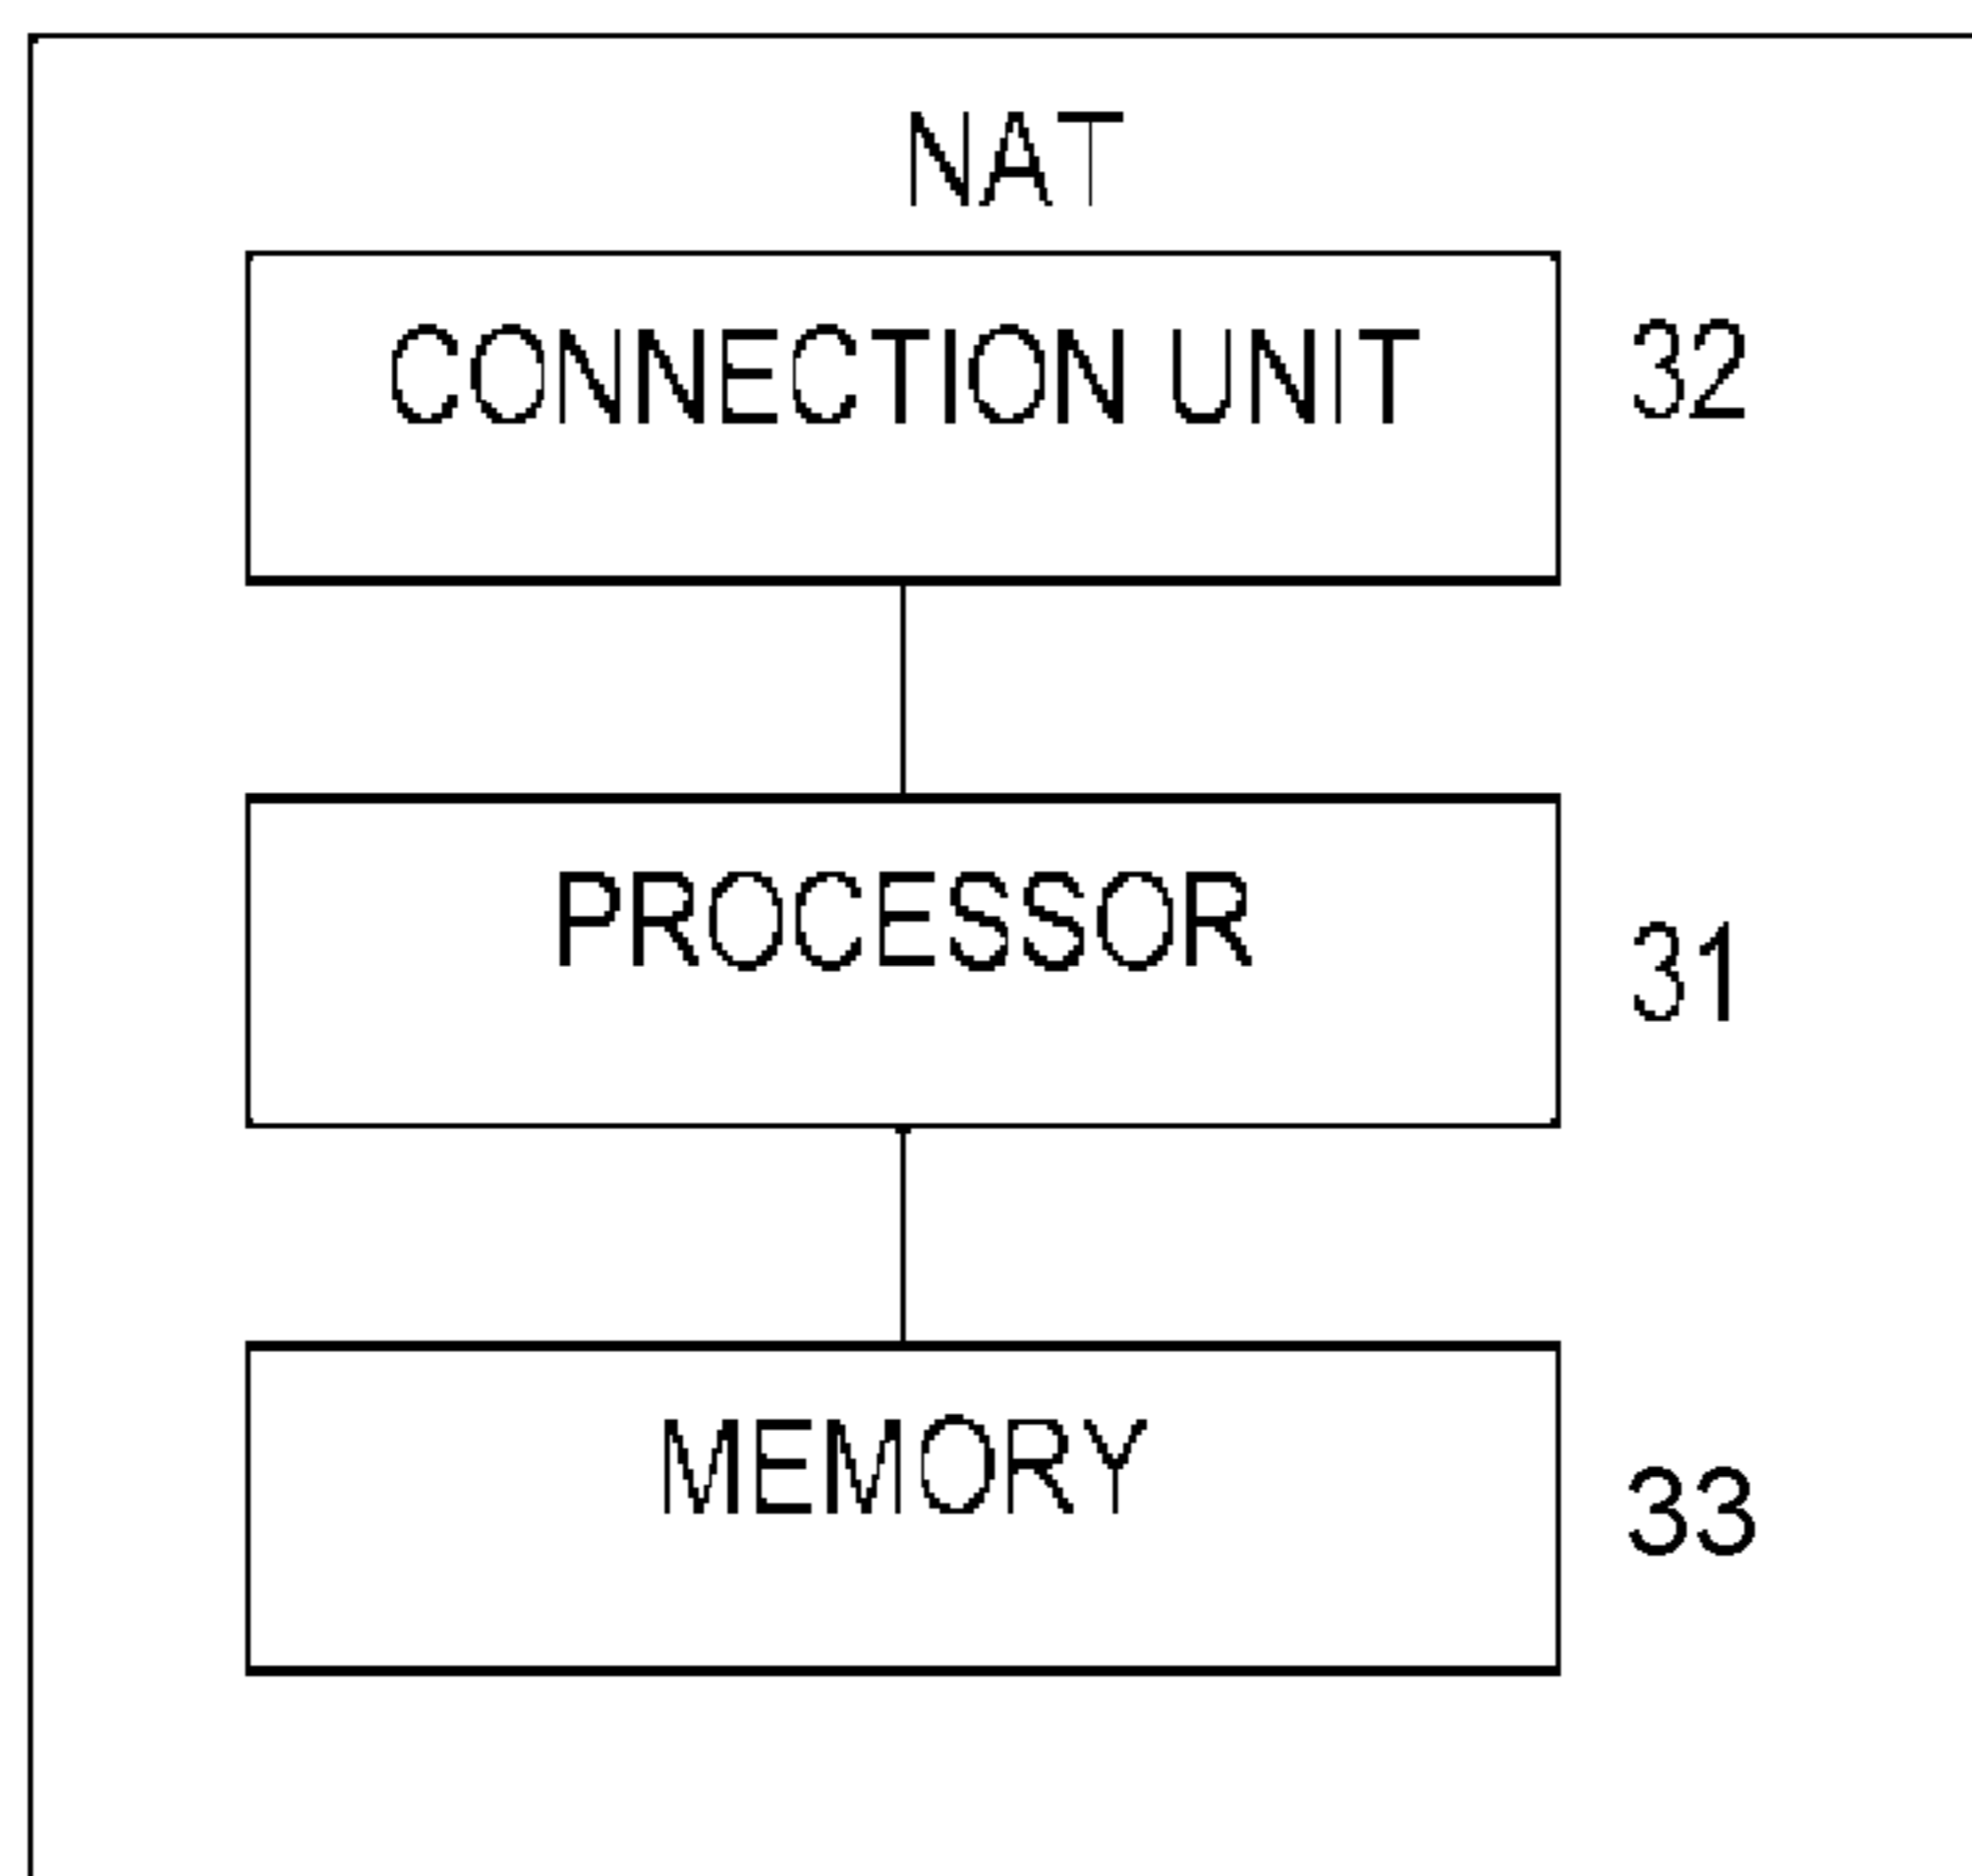 NAT
CONNECTION UNIT 32
PROCESSOR 31
MEMORY 33